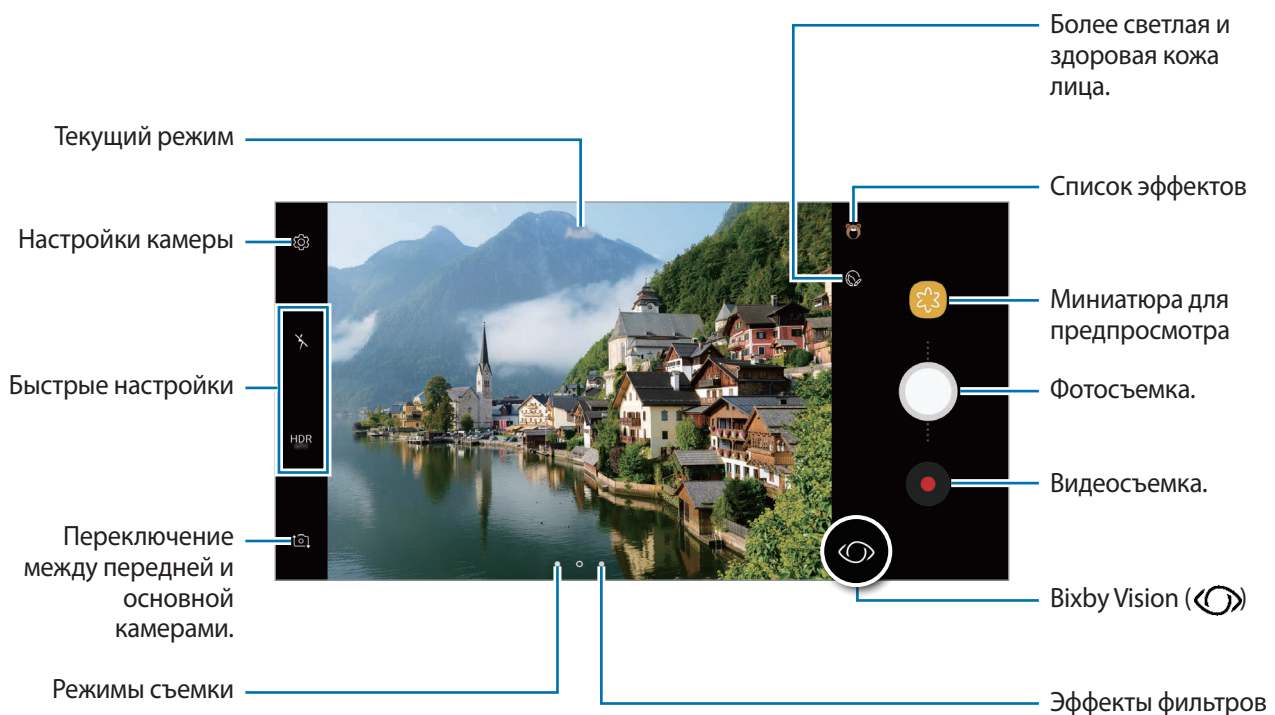 Более светлая и
здоровая кожа
лица.
Текущий режим
Список эффектов
Настройки камеры
Миниатюра для
предпросмотра
Быстрые настройки
Фотосъемка.
HDR
Видеосъемка.
Переключение
между передней и
основной
камерами.
Bixby Vision ( )
Режимы съемки
Эффекты фильтров